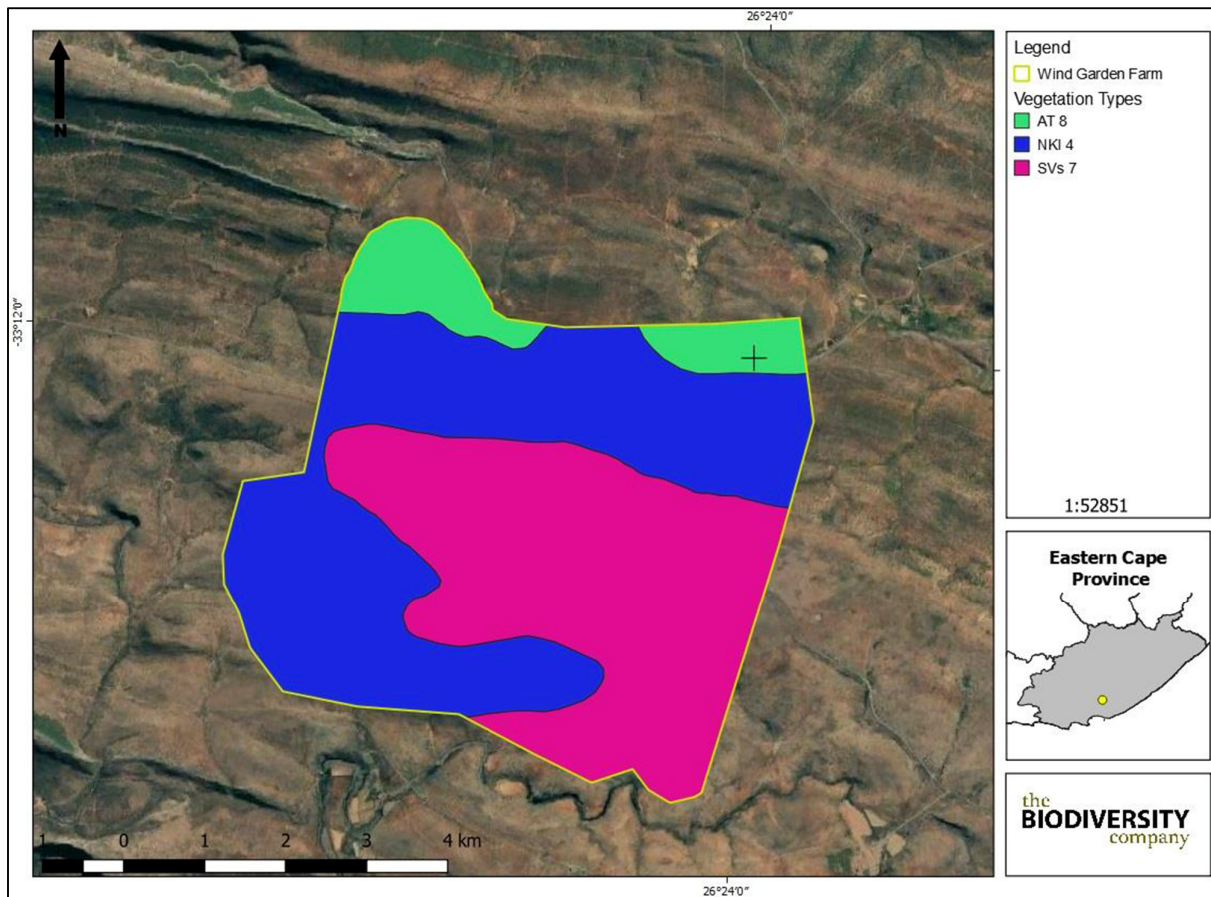 26°24′0″
N
-33°12′0″
1 0 1 2 3 4 km
26°24′0″
Legend
Wind Garden Farm
Vegetation Types
AT 8
NKl 4
SVs 7
1:52851
Eastern Cape
Province
the
BIODIVERSITY
company